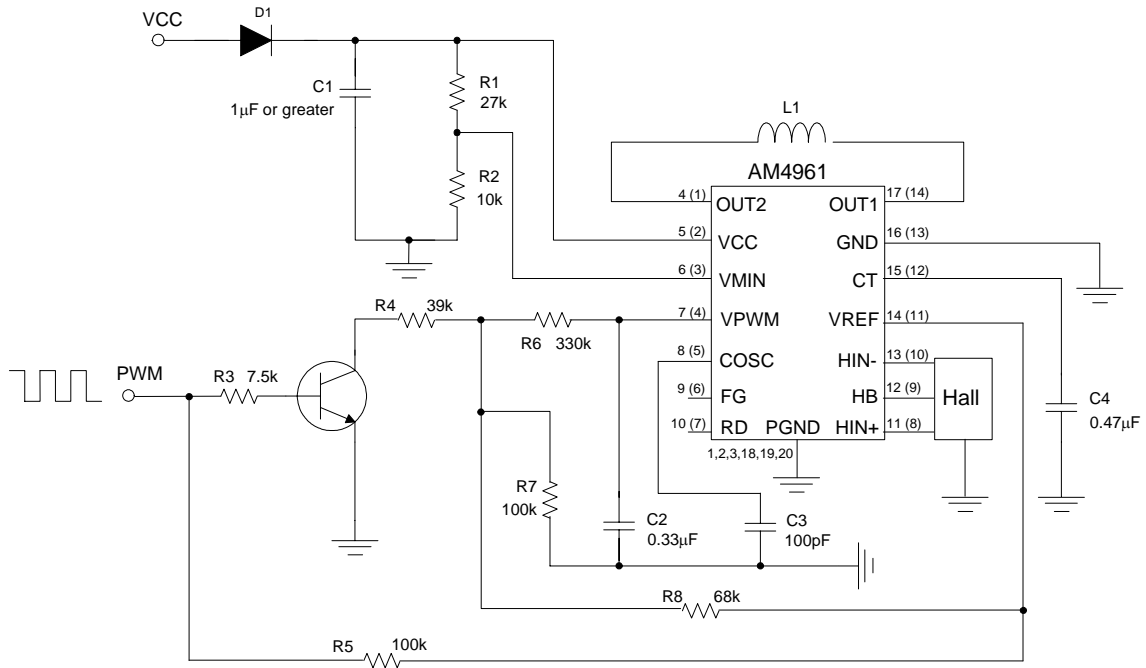 VCC
D1
C1
1μF or greater
R1
27k
R2
10k
L1
AM4961
4 (1)
OUT2
OUT1
17 (14)
5 (2)
VCC
GND
16 (13)
6 (3)
VMIN
CT
15 (12)
7 (4)
VPWM
VREF
14 (11)
8 (5)
COSC
HIN-
13 (10)
9 (6)
FG
HB
12 (9)
10 (7)
RD
PGND
HIN+
11 (8)
1,2,3,18,19,20
Hall
R4 39k
R6 330k
PWM
R3 7.5k
C4
0.47μF
R7
100k
C2
0.33μF
C3
100pF
R8 68k
R5 100k